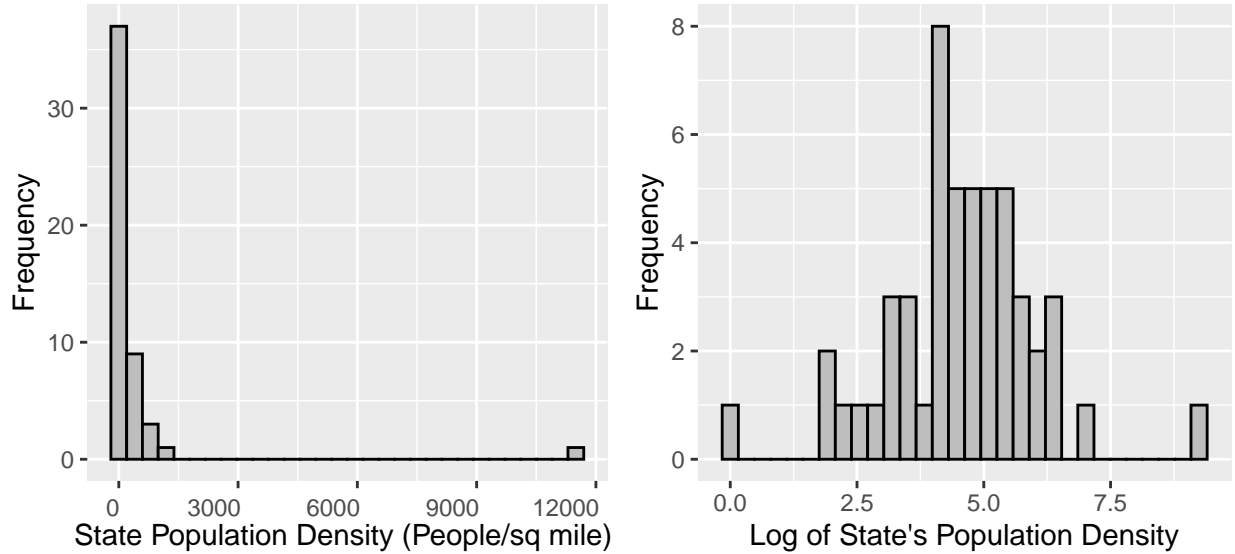 Frequency
30
20
10
0
0 3000 6000 9000 12000
State Population Density (People/sq mile)
Frequency
8
6
4
2
0
0.0 2.5 5.0 7.5
Log of State's Population Density